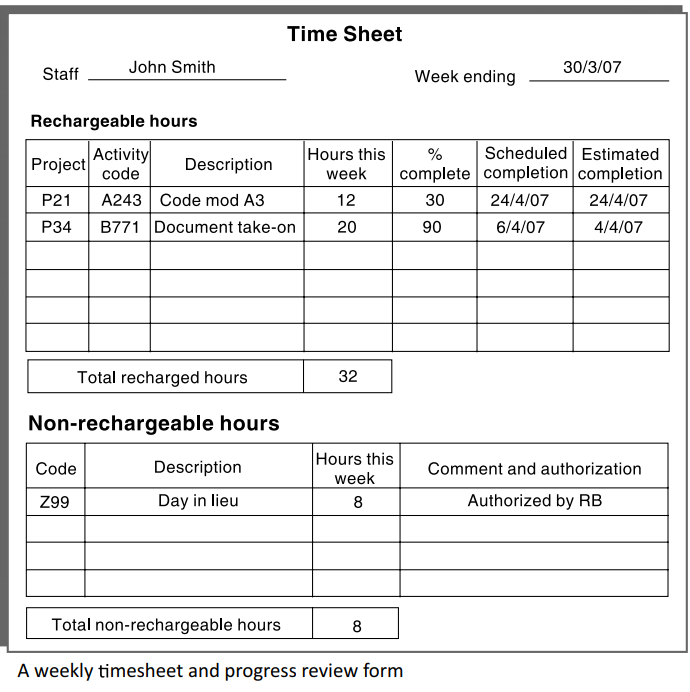 Time Sheet
Staff John Smith Week ending 30/3/07
Rechargeable hours
Project Activity code Description Hours this week % complete Scheduled completion Estimated completion
P21 A243 Code mod A3 12 30 24/4/07 24/4/07
P34 B771 Document take-on 20 90 6/4/07 4/4/07
Total recharged hours 32
Non-rechargeable hours
Code Description Hours this week Comment and authorization
Z99 Day in lieu 8 Authorized by RB
Total non-rechargeable hours 8
A weekly timesheet and progress review form